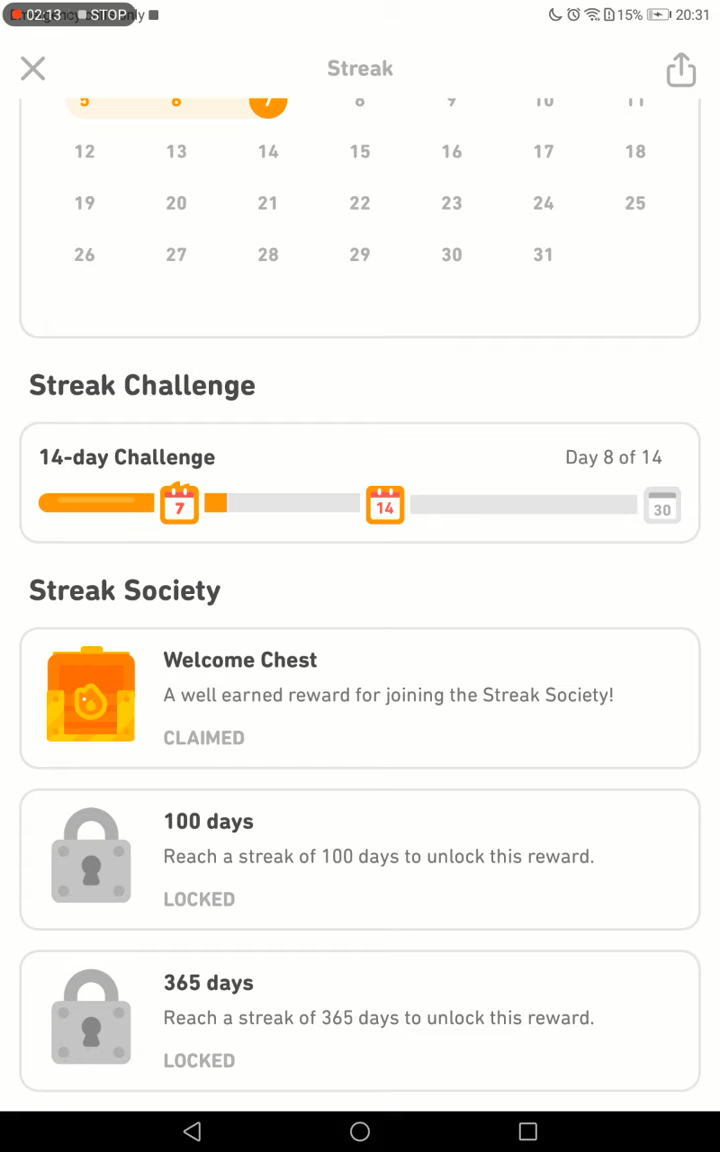 02:13 STOP
15% 20:31
Streak
5 6 7 8 9 10 11
12 13 14 15 16 17 18
19 20 21 22 23 24 25
26 27 28 29 30 31
Streak Challenge
14-day Challenge Day 8 of 14
7 14 30
Streak Society
Welcome Chest
A well earned reward for joining the Streak Society!
CLAIMED
100 days
Reach a streak of 100 days to unlock this reward.
LOCKED
365 days
Reach a streak of 365 days to unlock this reward.
LOCKED